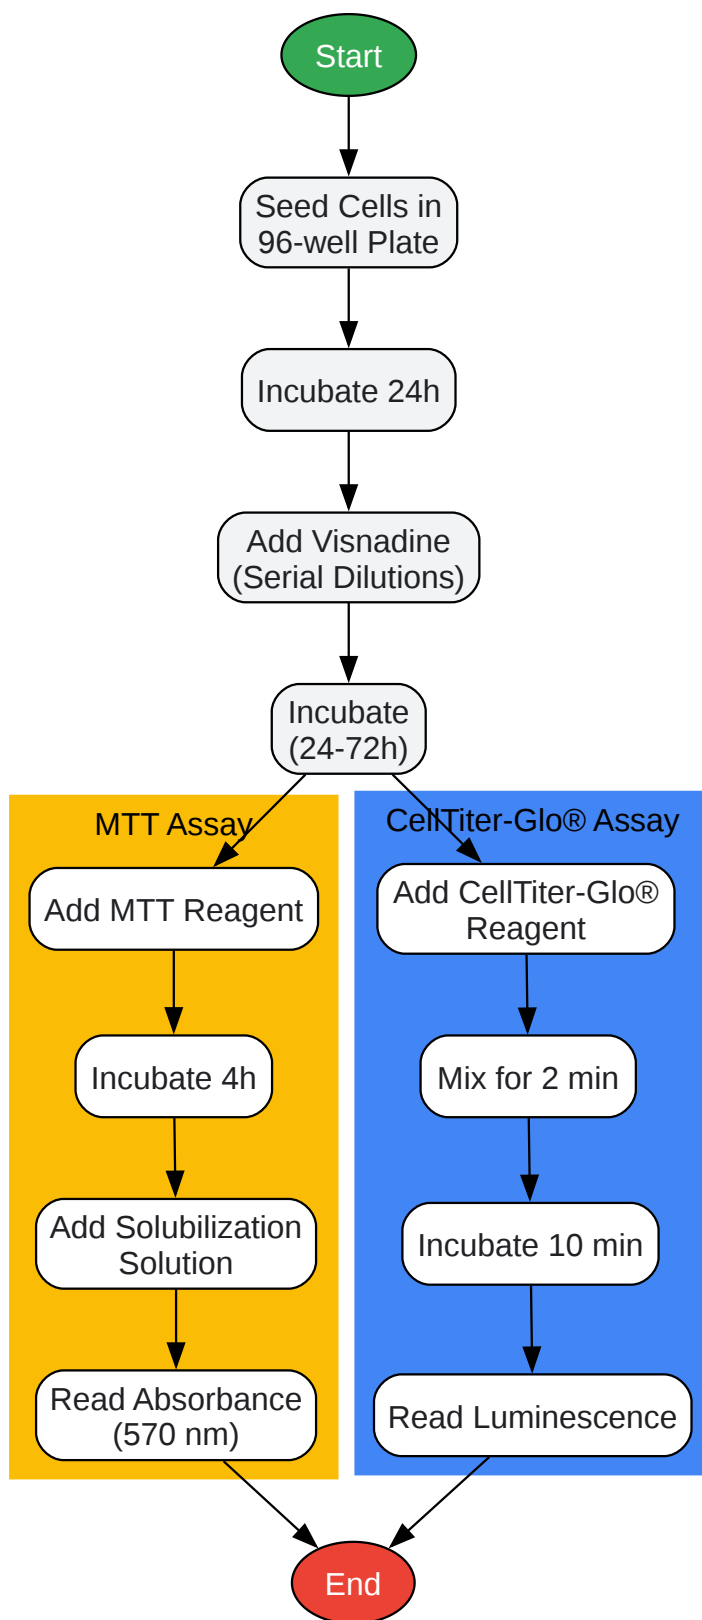 Start
Seed Cells in
96-well Plate
Incubate 24h
Add Visnadine
(Serial Dilutions)
Incubate
(24-72h)
MTT Assay
Add MTT Reagent
Incubate 4h
Add Solubilization
Solution
Read Absorbance
(570 nm)
CellTiter-Glo® Assay
Add CellTiter-Glo®
Reagent
Mix for 2 min
Incubate 10 min
Read Luminescence
End